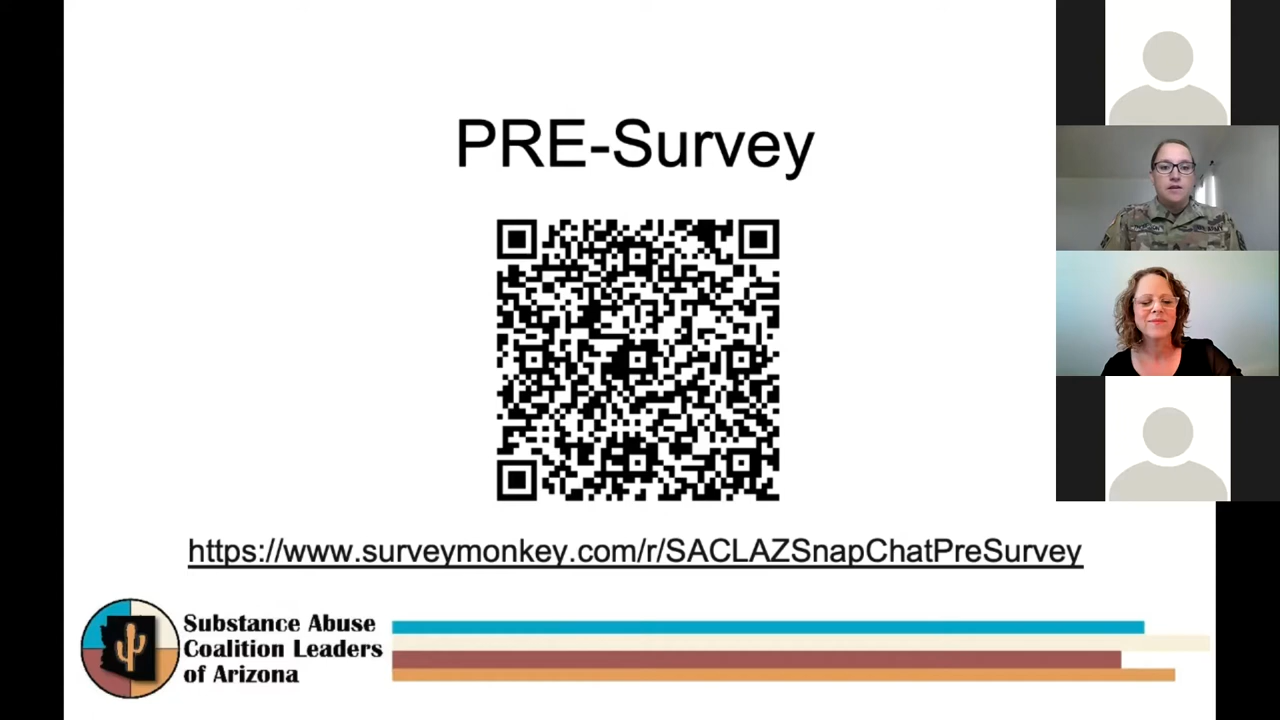 PRE-Survey
https://www.surveymonkey.com/r/SACLAZSnapChatPreSurvey
Substance Abuse
Coalition Leaders
of Arizona